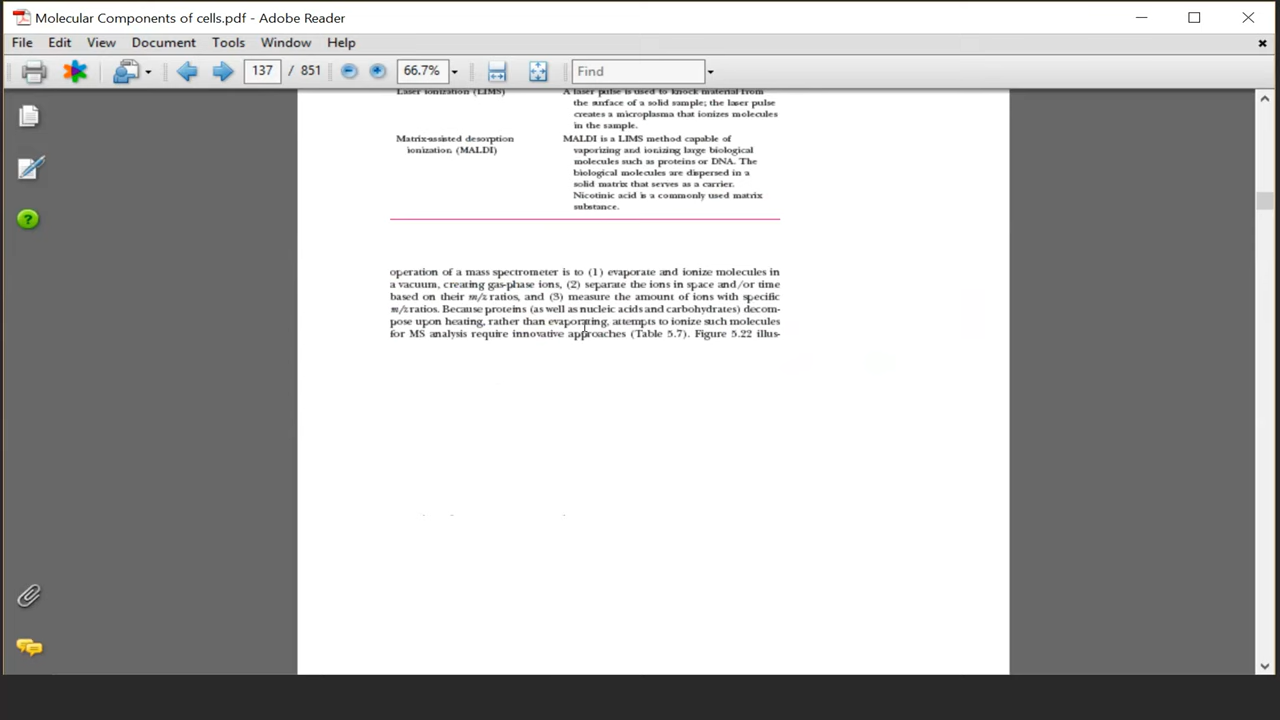 Molecular Components of cells.pdf - Adobe Reader
File Edit View Document Tools Window Help
137 / 851 66.7% Find
Laser ionization (LIMS) A laser pulse is used to knock material from
the surface of a solid sample; the laser pulse
creates a microplasma that ionizes molecules
in the sample.
Matrix-assisted desorption MALDI is a LIMS method capable of
ionization (MALDI) vaporizing and ionizing large biological
molecules such as proteins or DNA. The
biological molecules are dispersed in a
solid matrix that serves as a carrier.
Nicotinic acid is a commonly used matrix
substance.
operation of a mass spectrometer is to (1) evaporate and ionize molecules in
a vacuum, creating gas-phase ions, (2) separate the ions in space and/or time
based on their m/z ratios, and (3) measure the amount of ions with specific
m/z ratios. Because proteins (as well as nucleic acids and carbohydrates) decom-
pose upon heating, rather than evaporating, attempts to ionize such molecules
for MS analysis require innovative approaches (Table 5.7). Figure 5.22 illus-